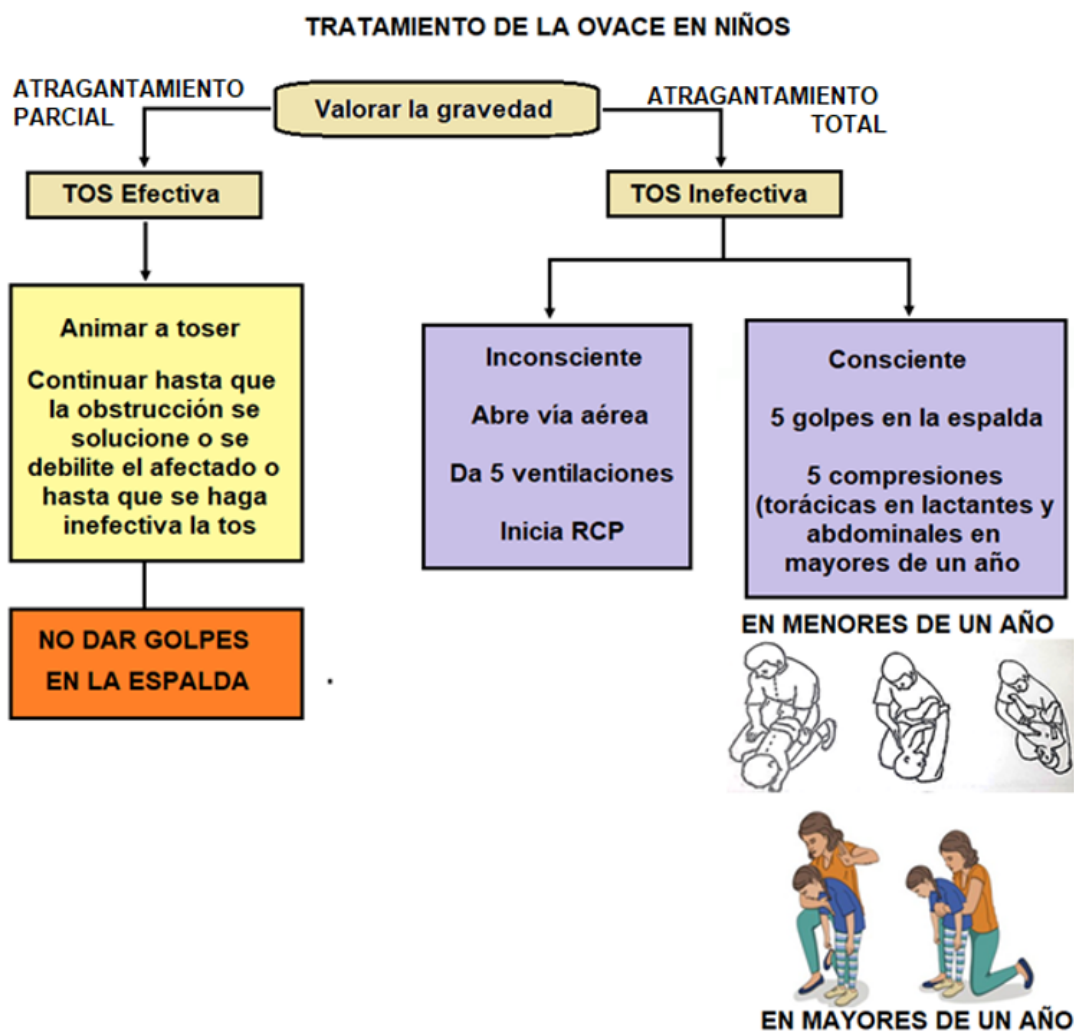 TRATAMIENTO DE LA OVACE EN NIÑOS
ATRAGANTAMIENTO
PARCIAL
Valorar la gravedad
ATRAGANTAMIENTO
TOTAL
TOS Efectiva
TOS Inefectiva
Animar a toser
Continuar hasta que
la obstrucción se
solucione o se
debilite el afectado o
hasta que se haga
inefectiva la tos
NO DAR GOLPES
EN LA ESPALDA
.
Inconsciente
Abre vía aérea
Da 5 ventilaciones
Inicia RCP
Consciente
5 golpes en la espalda
5 compresiones
(torácicas en lactantes y
abdominales en
mayores de un año
EN MENORES DE UN AÑO
EN MAYORES DE UN AÑO